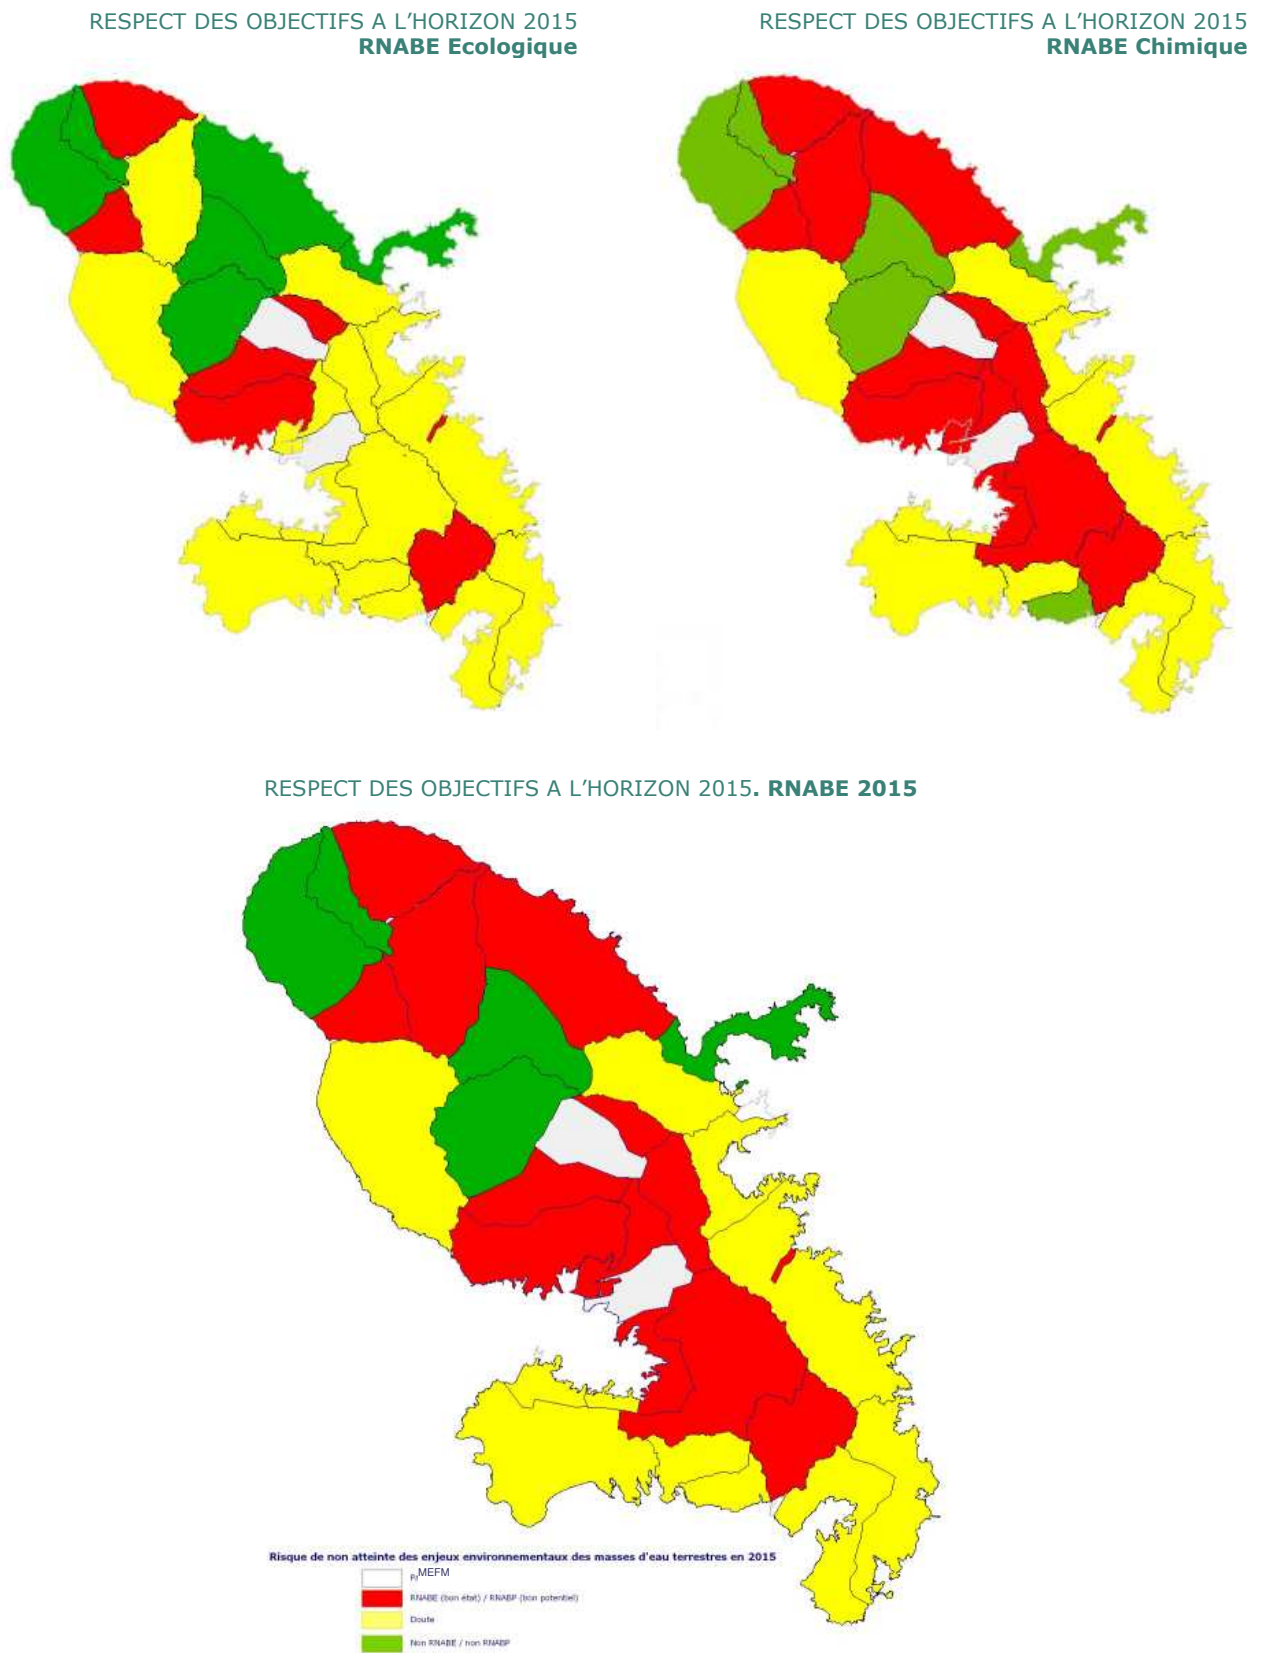 RESPECT DES OBJECTIFS A L'HORIZON 2015
RNABE Ecologique
RESPECT DES OBJECTIFS A L'HORIZON 2015
RNABE Chimique
RESPECT DES OBJECTIFS A L'HORIZON 2015. RNABE 2015
Risque de non atteinte des enjeux environnementaux des masses d'eau terrestres en 2015
MEFM
RNABE (bon état) / RNABP (bon potentiel)
Doute
Non RNABE / non RNABP